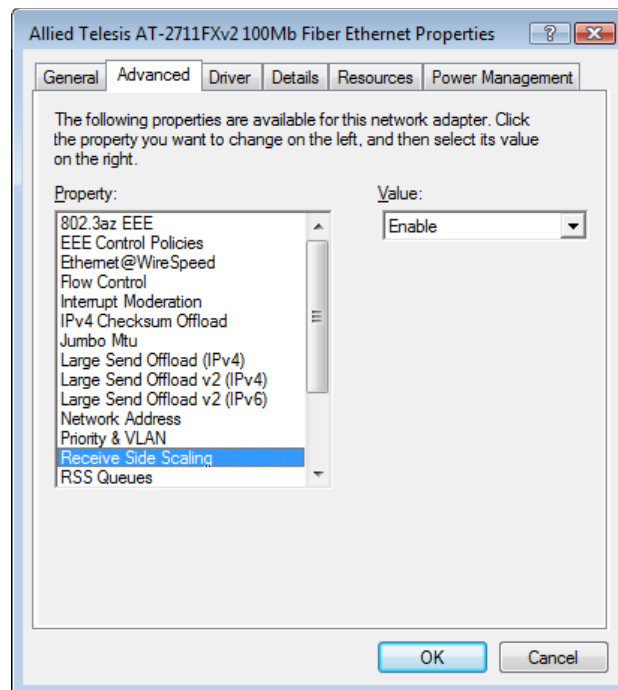 Allied Telesis AT-2711FXv2 100Mb Fiber Ethernet Properties
General Advanced Driver Details Resources Power Management
The following properties are available for this network adapter. Click
the property you want to change on the left, and then select its value
on the right.
Property:
802.3az EEE
EEE Control Policies
Ethernet@WireSpeed
Flow Control
Interrupt Moderation
IPv4 Checksum Offload
Jumbo Mtu
Large Send Offload (IPv4)
Large Send Offload v2 (IPv4)
Large Send Offload v2 (IPv6)
Network Address
Priority & VLAN
Receive Side Scaling
RSS Queues
Value:
Enable
OK Cancel